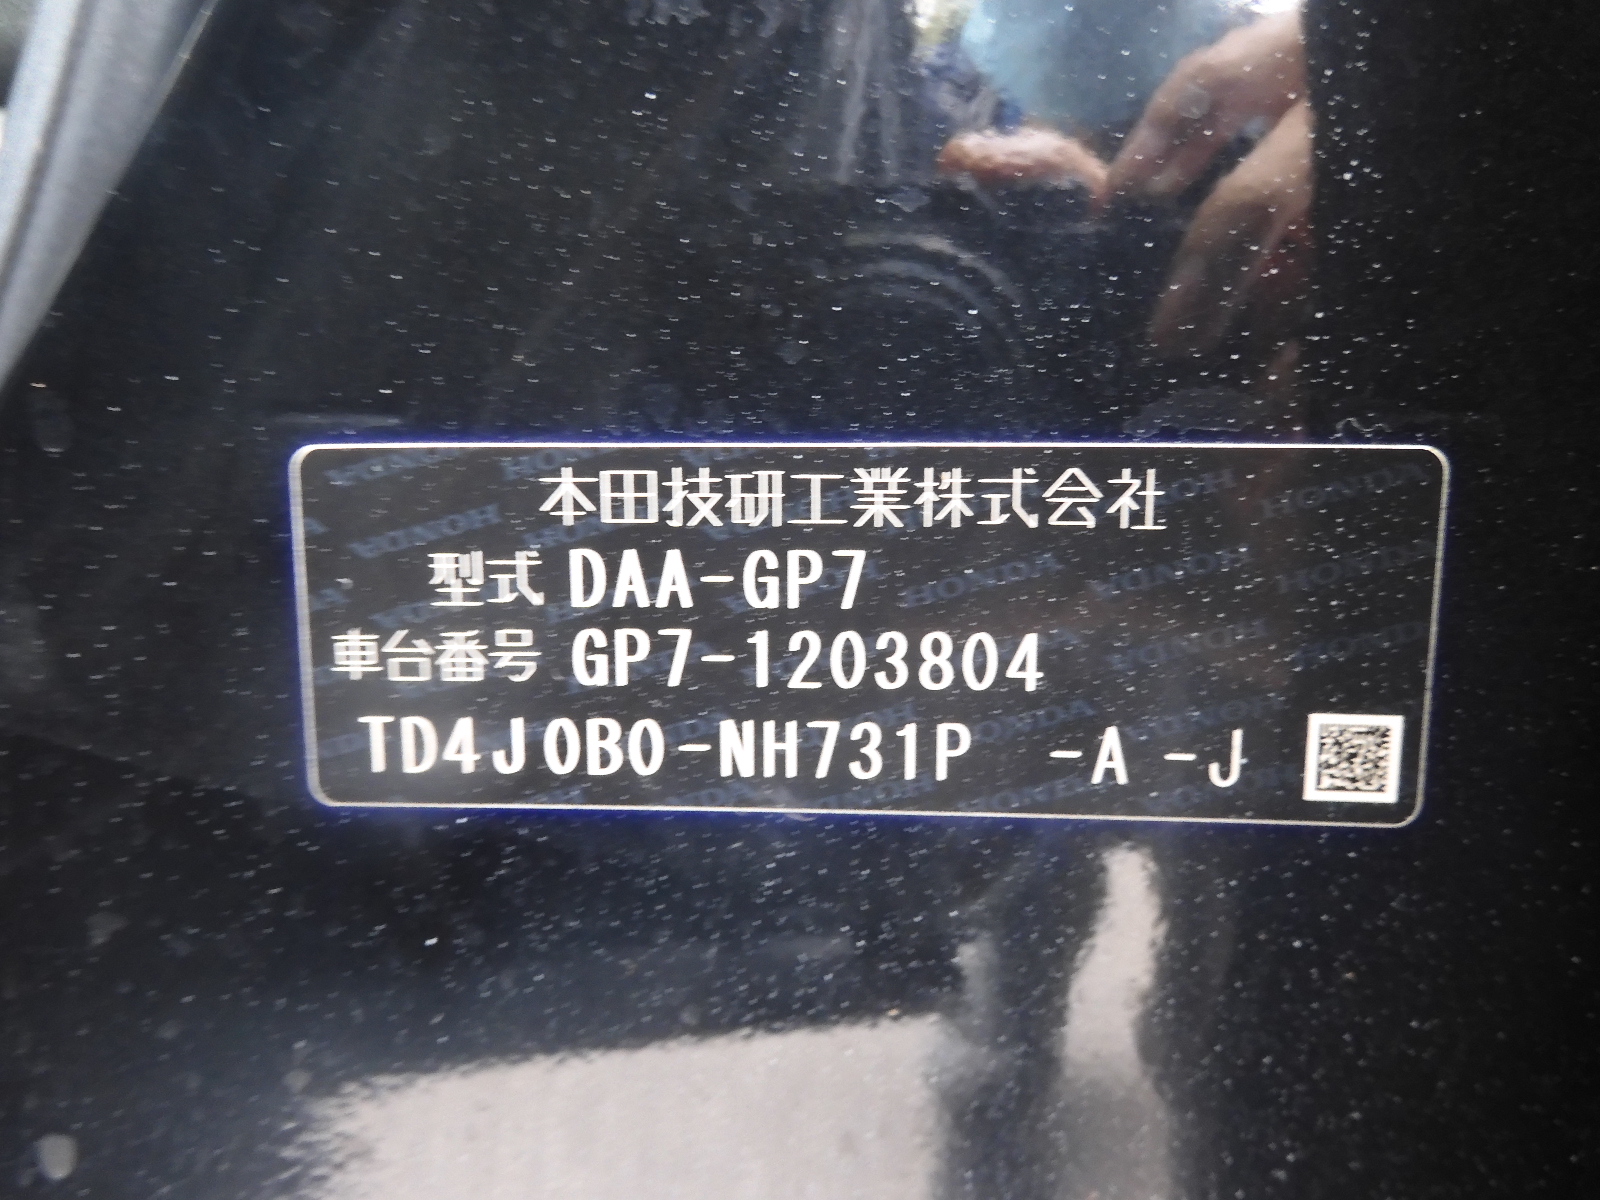 本田技研工業株式会社
型式 DAA-GP7
車台番号 GP7-1203804
TD4J0B0-NH731P -A -J